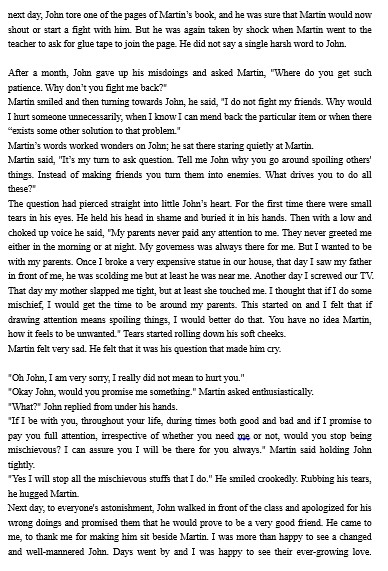 next day, John tore one of the pages of Martin's book, and he was sure that Martin would now
shout or start a fight with him. But he was again taken by shock when Martin went to the
teacher to ask for glue tape to join the page. He did not say a single harsh word to John.

After a month, John gave up his misdoings and asked Martin, "Where do you get such
patience. Why don't you fight me back?"
Martin smiled and then turning towards John, he said, "I do not fight my friends. Why would
I hurt someone unnecessarily, when I know I can mend back the particular item or when there
"exists some other solution to that problem."
Martin's words worked wonders on John; he sat there staring quietly at Martin.
Martin said, "It's my turn to ask question. Tell me John why you go around spoiling others'
things. Instead of making friends you turn them into enemies. What drives you to do all
these?"
The question had pierced straight into little John's heart. For the first time there were small
tears in his eyes. He held his head in shame and buried it in his hands. Then with a low and
choked up voice he said, "My parents never paid any attention to me. They never greeted me
either in the morning or at night. My governess was always there for me. But I wanted to be
with my parents. Once I broke a very expensive statue in our house, that day I saw my father
in front of me, he was scolding me but at least he was near me. Another day I screwed our TV.
That day my mother slapped me tight, but at least she touched me. I thought that if I do some
mischief, I would get the time to be around my parents. This started on and I felt that if
drawing attention means spoiling things, I would better do that. You have no idea Martin,
how it feels to be unwanted." Tears started rolling down his soft cheeks.
Martin felt very sad. He felt that it was his question that made him cry.

"Oh John, I am very sorry, I really did not mean to hurt you."
"Okay John, would you promise me something." Martin asked enthusiastically.
"What?" John replied from under his hands.
"If I be with you, throughout your life, during times both good and bad and if I promise to
pay you full attention, irrespective of whether you need me or not, would you stop being
mischievous? I can assure you I will be there for you always." Martin said holding John
tightly.
"Yes I will stop all the mischievous stuffs that I do." He smiled crookedly. Rubbing his tears,
he hugged Martin.
Next day, to everyone's astonishment, John walked in front of the class and apologized for his
wrong doings and promised them that he would prove to be a very good friend. He came to
me, to thank me for making him sit beside Martin. I was more than happy to see a changed
and well-mannered John. Days went by and I was happy to see their ever-growing love.